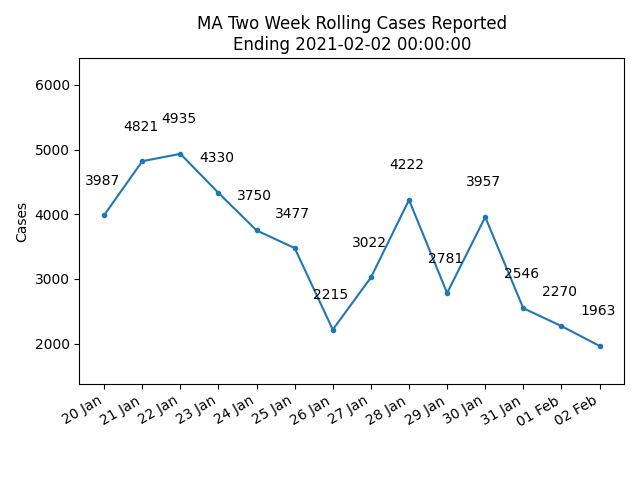 MA Two Week Rolling Cases Reported
Ending 2021-02-02 00:00:00
Cases
6000
5000
4000
3000
2000
3987
4821
4935
4330
3750
3477
2215
3022
4222
2781
3957
2546
2270
1963
20 Jan
21 Jan
22 Jan
23 Jan
24 Jan
25 Jan
26 Jan
27 Jan
28 Jan
29 Jan
30 Jan
31 Jan
01 Feb
02 Feb